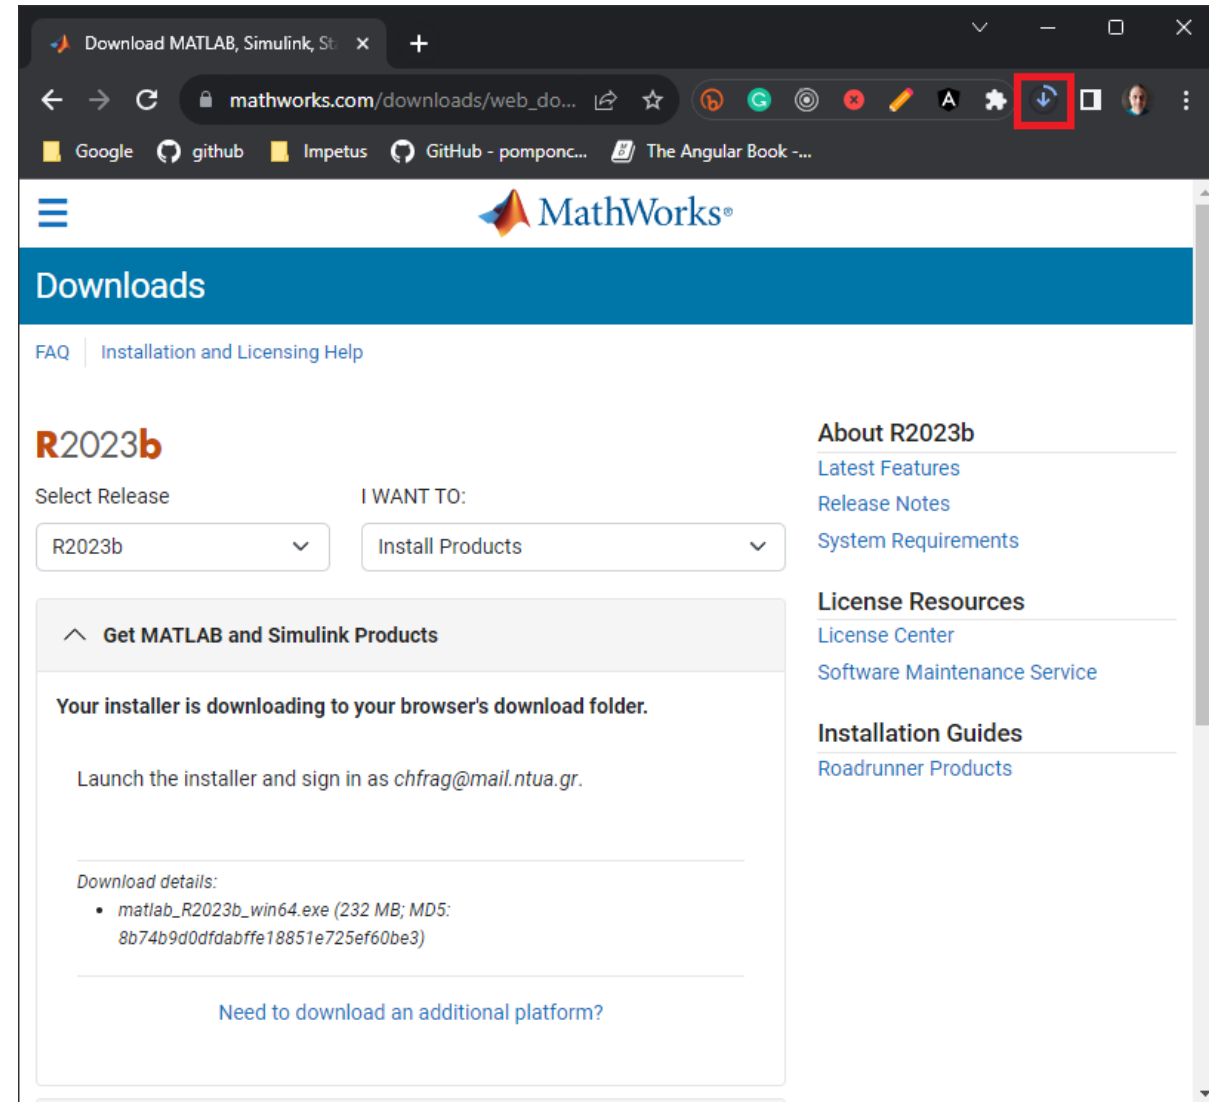 Download MATLAB, Simulink, St
mathworks.com/downloads/web_do...
Google github Impetus GitHub - pomponc... The Angular Book -...
MathWorks®
Downloads
FAQ Installation and Licensing Help
R2023b
Select Release I WANT TO:
R2023b Install Products
Get MATLAB and Simulink Products
Your installer is downloading to your browser's download folder.
Launch the installer and sign in as chfrag@mail.ntua.gr.
Download details:
• matlab_R2023b_win64.exe (232 MB; MD5:
8b74b9d0dfdabffe18851e725ef60be3)
Need to download an additional platform?
About R2023b
Latest Features
Release Notes
System Requirements
License Resources
License Center
Software Maintenance Service
Installation Guides
Roadrunner Products